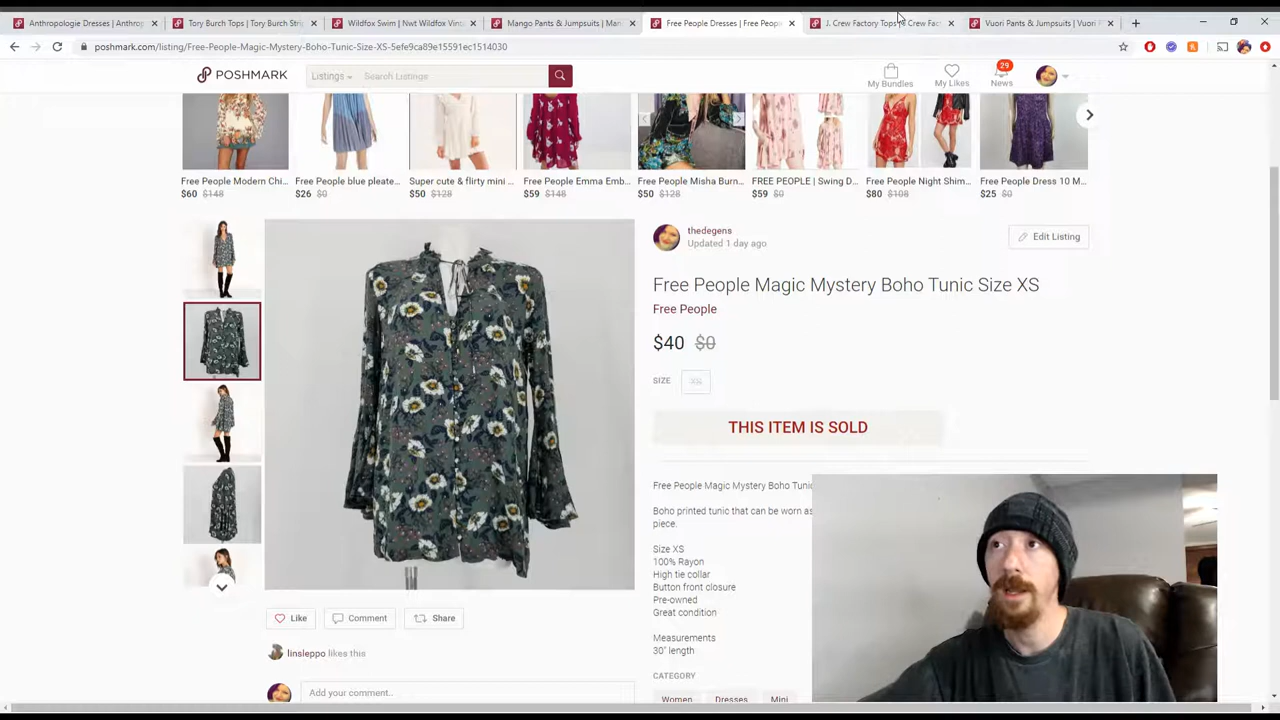 Anthropologie Dresses | Anthrop
Tory Burch Tops | Tory Burch Stri
Wildfox Swim | Nwt Wildfox Vint
Mango Pants & Jumpsuits | Man
Free People Dresses | Free Peopl
J. Crew Factory Tops
Crew Fact
Vuori Pants & Jumpsuits | Vuori F
poshmark.com/listing/Free-People-Magic-Mystery-Boho-Tunic-Size-XS-5efe9ca89e15591ec1514030
POSHMARK
Listings
Search Listings
My Bundles
My Likes
29
News
Free People Modern Chi...
$60 $148
Free People blue pleate...
$26 $0
Super cute & flirty mini ...
$50 $128
Free People Emma Emb...
$59 $148
Free People Misha Burn...
$50 $128
FREE PEOPLE | Swing D...
$59 $0
Free People Night Shim...
$80 $108
Free People Dress 10 M...
$25 $0
thedegens
Updated 1 day ago
Edit Listing
Free People Magic Mystery Boho Tunic Size XS
Free People
$40 $0
SIZE
XS
THIS ITEM IS SOLD
Free People Magic Mystery Boho Tunic
Boho printed tunic that can be worn as
piece.
Size XS
100% Rayon
High tie collar
Button front closure
Pre-owned
Great condition
Measurements
30" length
CATEGORY
Women
Dresses
Mini
Like
Comment
Share
linsleppo likes this
Add your comment..